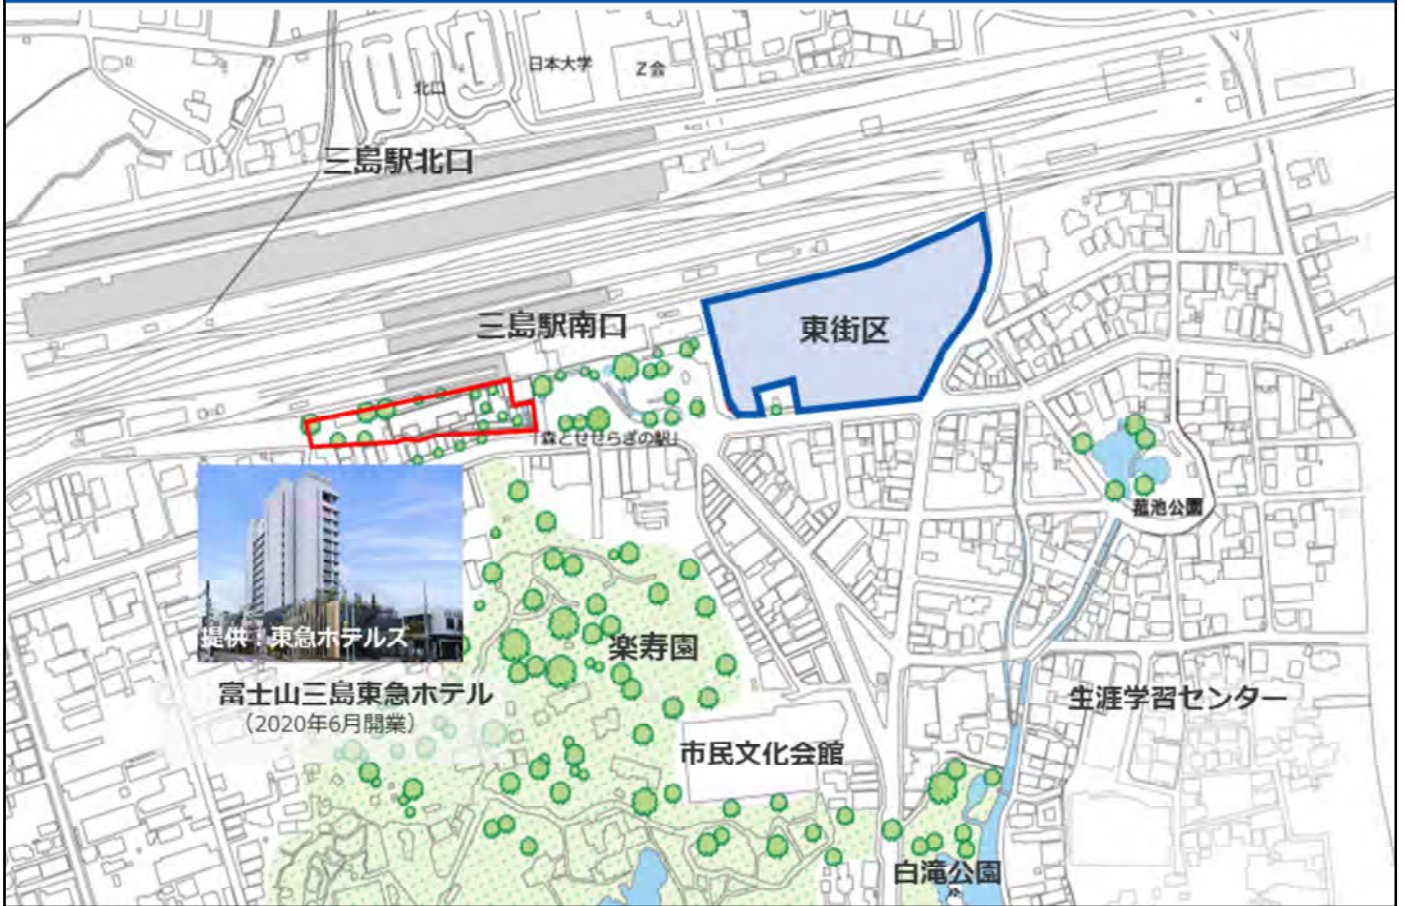 日本大学
Z会
北口
三島駅北口
三島駅南口
東街区
「森とせせらぎの駅」
菰池公園
提供：東急ホテルズ
楽寿園
富士山三島東急ホテル
（2020年6月開業）
生涯学習センター
市民文化会館
白滝公園